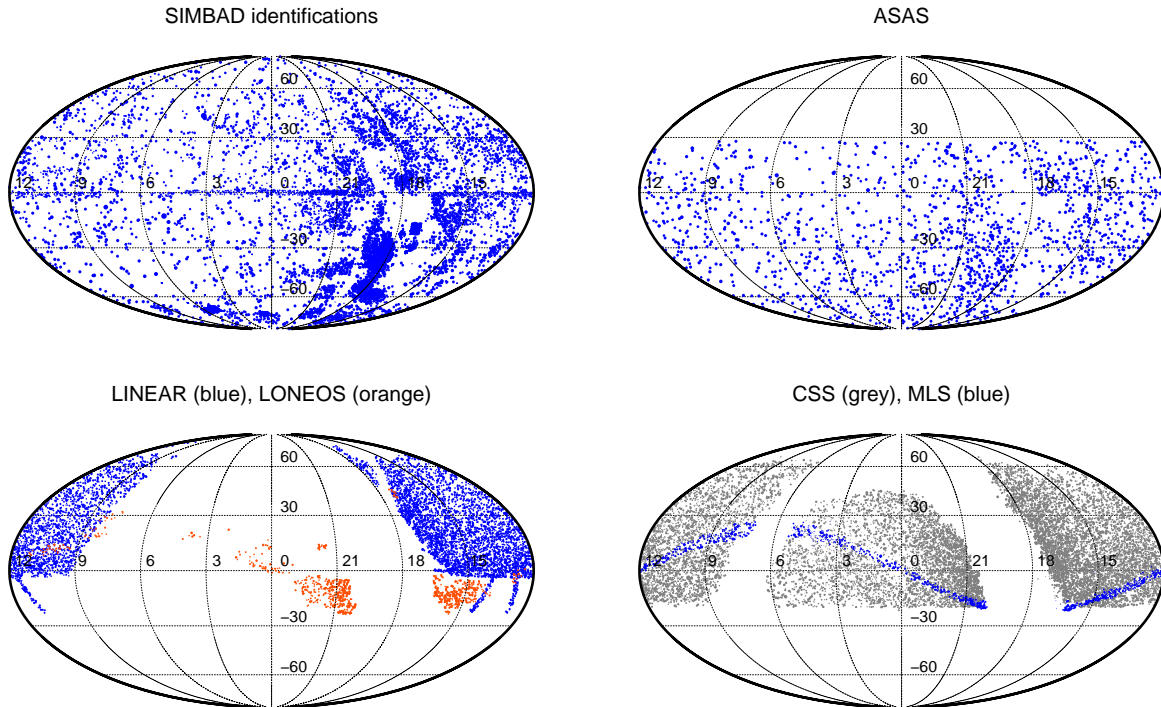 SIMBAD identifications
ASAS
60
60
30
30
12 9 6 3 0 21 18 15
12 9 6 3 0 21 18 15
−30
−30
−60
−60
LINEAR (blue), LONEOS (orange)
CSS (grey), MLS (blue)
60
60
30
30
12 9 6 3 0 21 18 15
12 9 6 3 0 21 18 15
−30
−30
−60
−60